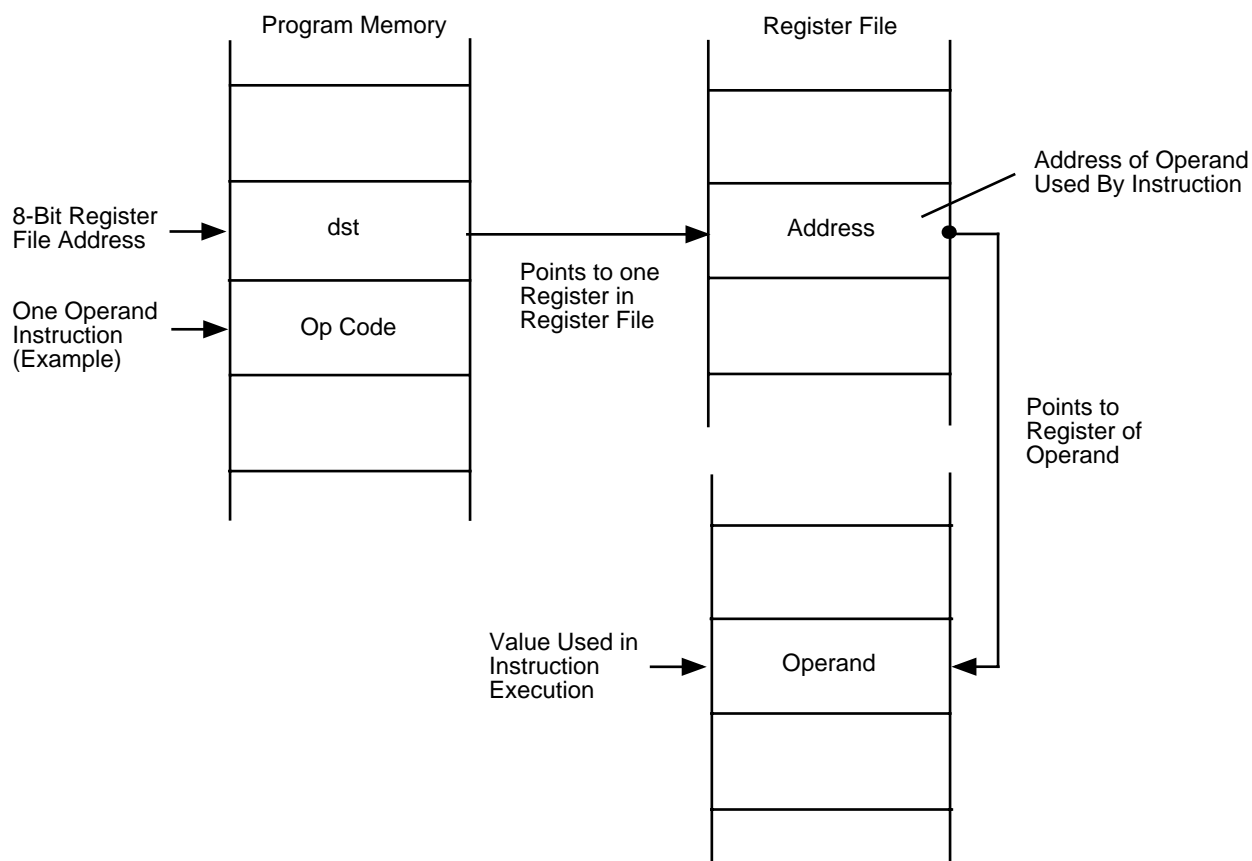 Program Memory
Register File
8-Bit Register
File Address
dst
One Operand
Instruction
(Example)
Op Code
Points to one
Register in
Register File
Address
Address of Operand
Used By Instruction
Points to
Register of
Operand
Value Used in
Instruction
Execution
Operand